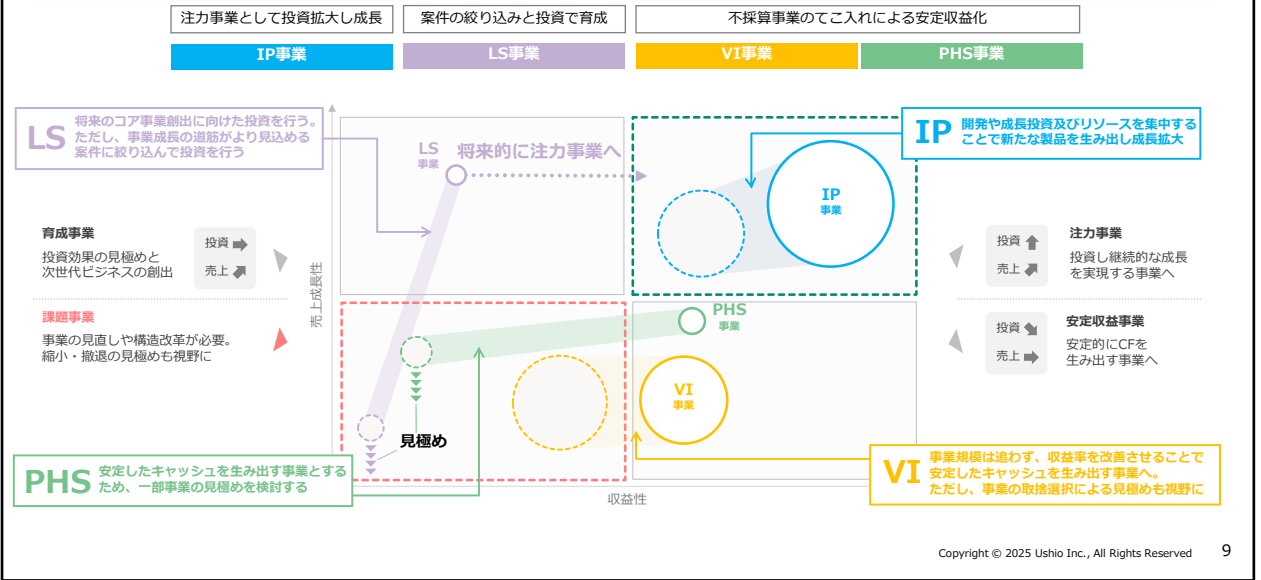 注力事業として投資拡大し成長
案件の絞り込みと投資で育成
不採算事業のてこ入れによる安定収益化
IP事業
LS事業
VI事業
PHS事業
LS
将来のコア事業創出に向けた投資を行う。
ただし、事業成長の道筋がより見込める
案件に絞り込んで投資を行う
IP
開発や成長投資及びリソースを集中する
ことで新たな製品を生み出し成長拡大
LS
事業
将来的に注力事業へ
IP
事業
育成事業
投資効果の見極めと
次世代ビジネスの創出
投資
売上
課題事業
事業の見直しや構造改革が必要。
縮小・撤退の見極めも視野に
売上成長性
投資
売上
注力事業
投資し継続的な成長
を実現する事業へ
投資
売上
安定収益事業
安定的にCFを
生み出す事業へ
PHS
事業
VI
事業
見極め
PHS
安定したキャッシュを生み出す事業とする
ため、一部事業の見極めを検討する
VI
事業規模は追わず、収益率を改善させることで
安定したキャッシュを生み出す事業へ。
ただし、事業の取捨選択による見極めも視野に
収益性
Copyright © 2025 Ushio Inc., All Rights Reserved
9